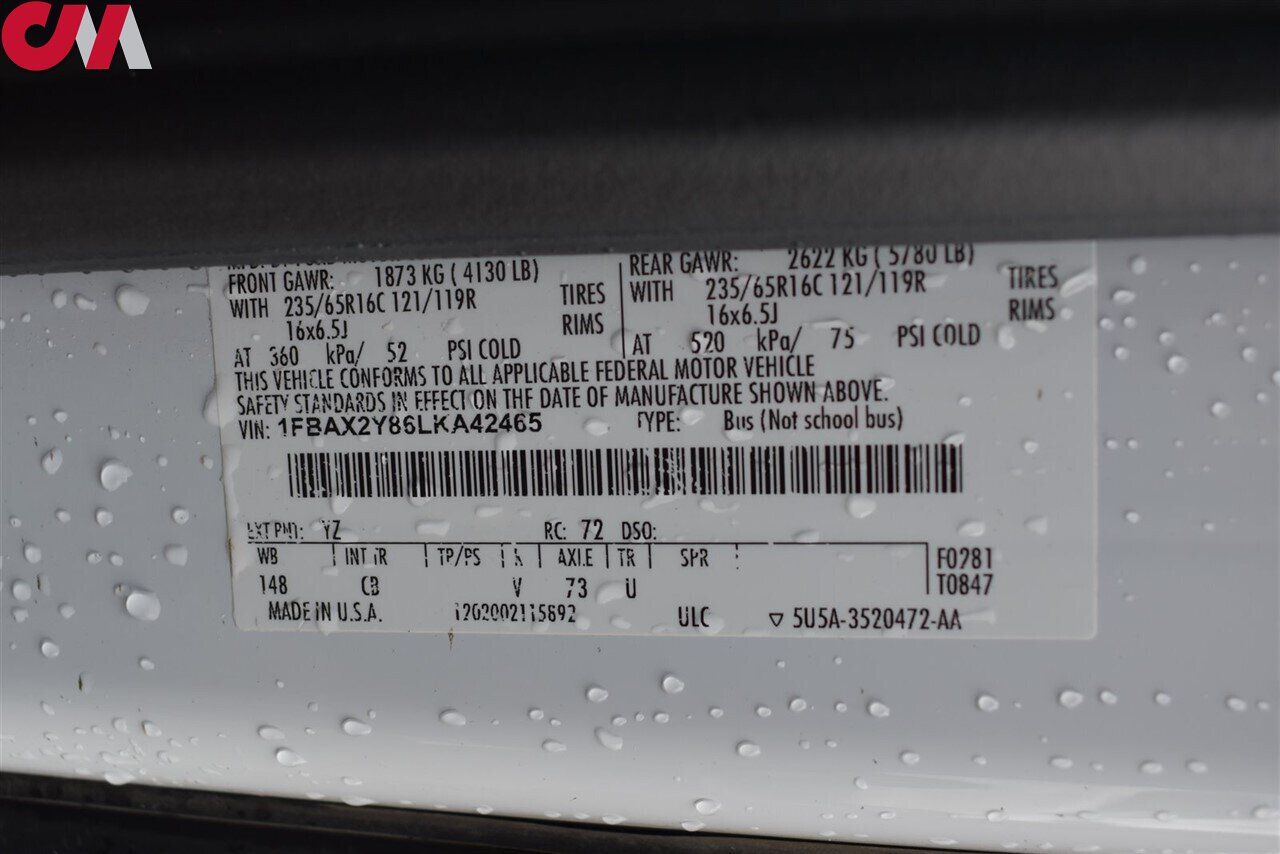 CM
FRONT GAWR: 1873 KG ( 4130 LB)
WITH 235/65R16C 121/119R TIRES
16x6.5J RIMS
AT 360 kPa/ 52 PSI COLD
REAR GAWR: 2622 KG ( 5780 LB)
WITH 235/65R16C 121/119R TIRES
16x6.5J RIMS
AT 520 kPa/ 75 PSI COLD
THIS VEHICLE CONFORMS TO ALL APPLICABLE FEDERAL MOTOR VEHICLE
SAFETY STANDARDS IN EFFECT ON THE DATE OF MANUFACTURE SHOWN ABOVE.
VIN: 1FBAX2Y86LKA42465 TYPE: Bus (Not school bus)
EXT PNT: YZ RC: 72 DSO:
WB INT TR TP/PS AXLE TR SPR F0281
148 CB V 73 U T0847
MADE IN U.S.A. 1202002115892 ULC ▽ 5U5A-3520472-AA